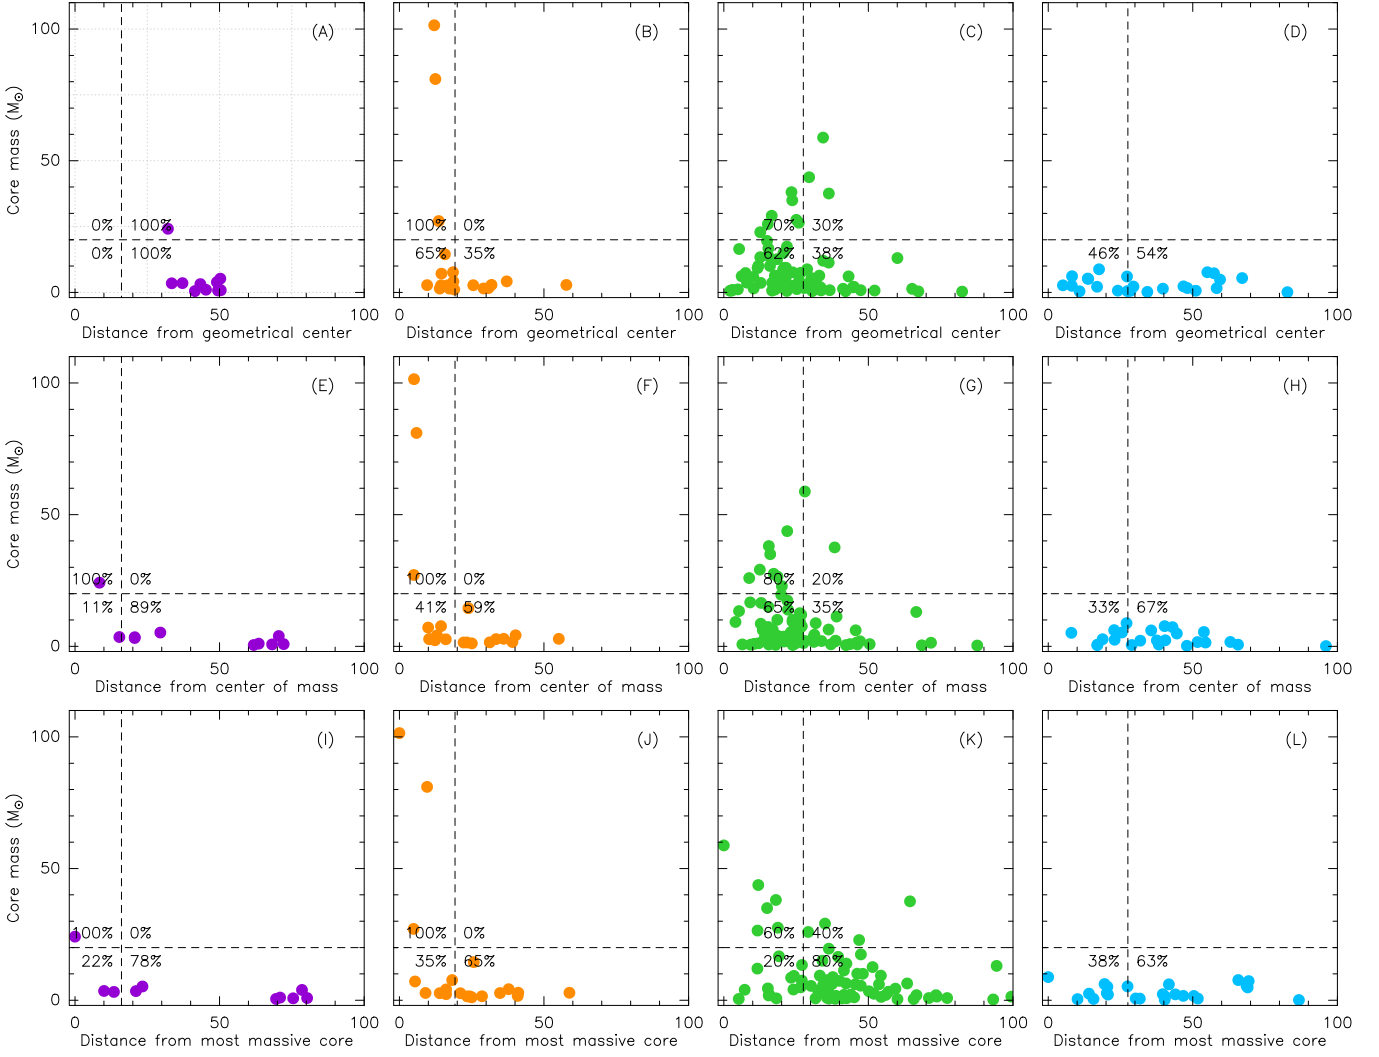 100 50 0 Core mass (M⊙) (A) 0% 100% 0% 100% 0 50 100 Distance from geometrical center
(B) 100% 0% 65% 35% 0 50 100 Distance from geometrical center
(C) 70% 30% 62% 38% 0 50 100 Distance from geometrical center
(D) 46% 54% 0 50 100 Distance from geometrical center
100 50 0 Core mass (M⊙) (E) 100% 0% 11% 89% 0 50 100 Distance from center of mass
(F) 100% 0% 41% 59% 0 50 100 Distance from center of mass
(G) 80% 20% 65% 35% 0 50 100 Distance from center of mass
(H) 33% 67% 0 50 100 Distance from center of mass
100 50 0 Core mass (M⊙) (I) 100% 0% 22% 78% 0 50 100 Distance from most massive core
(J) 100% 0% 35% 65% 0 50 100 Distance from most massive core
(K) 60% 40% 20% 80% 0 50 100 Distance from most massive core
(L) 38% 63% 0 50 100 Distance from most massive core